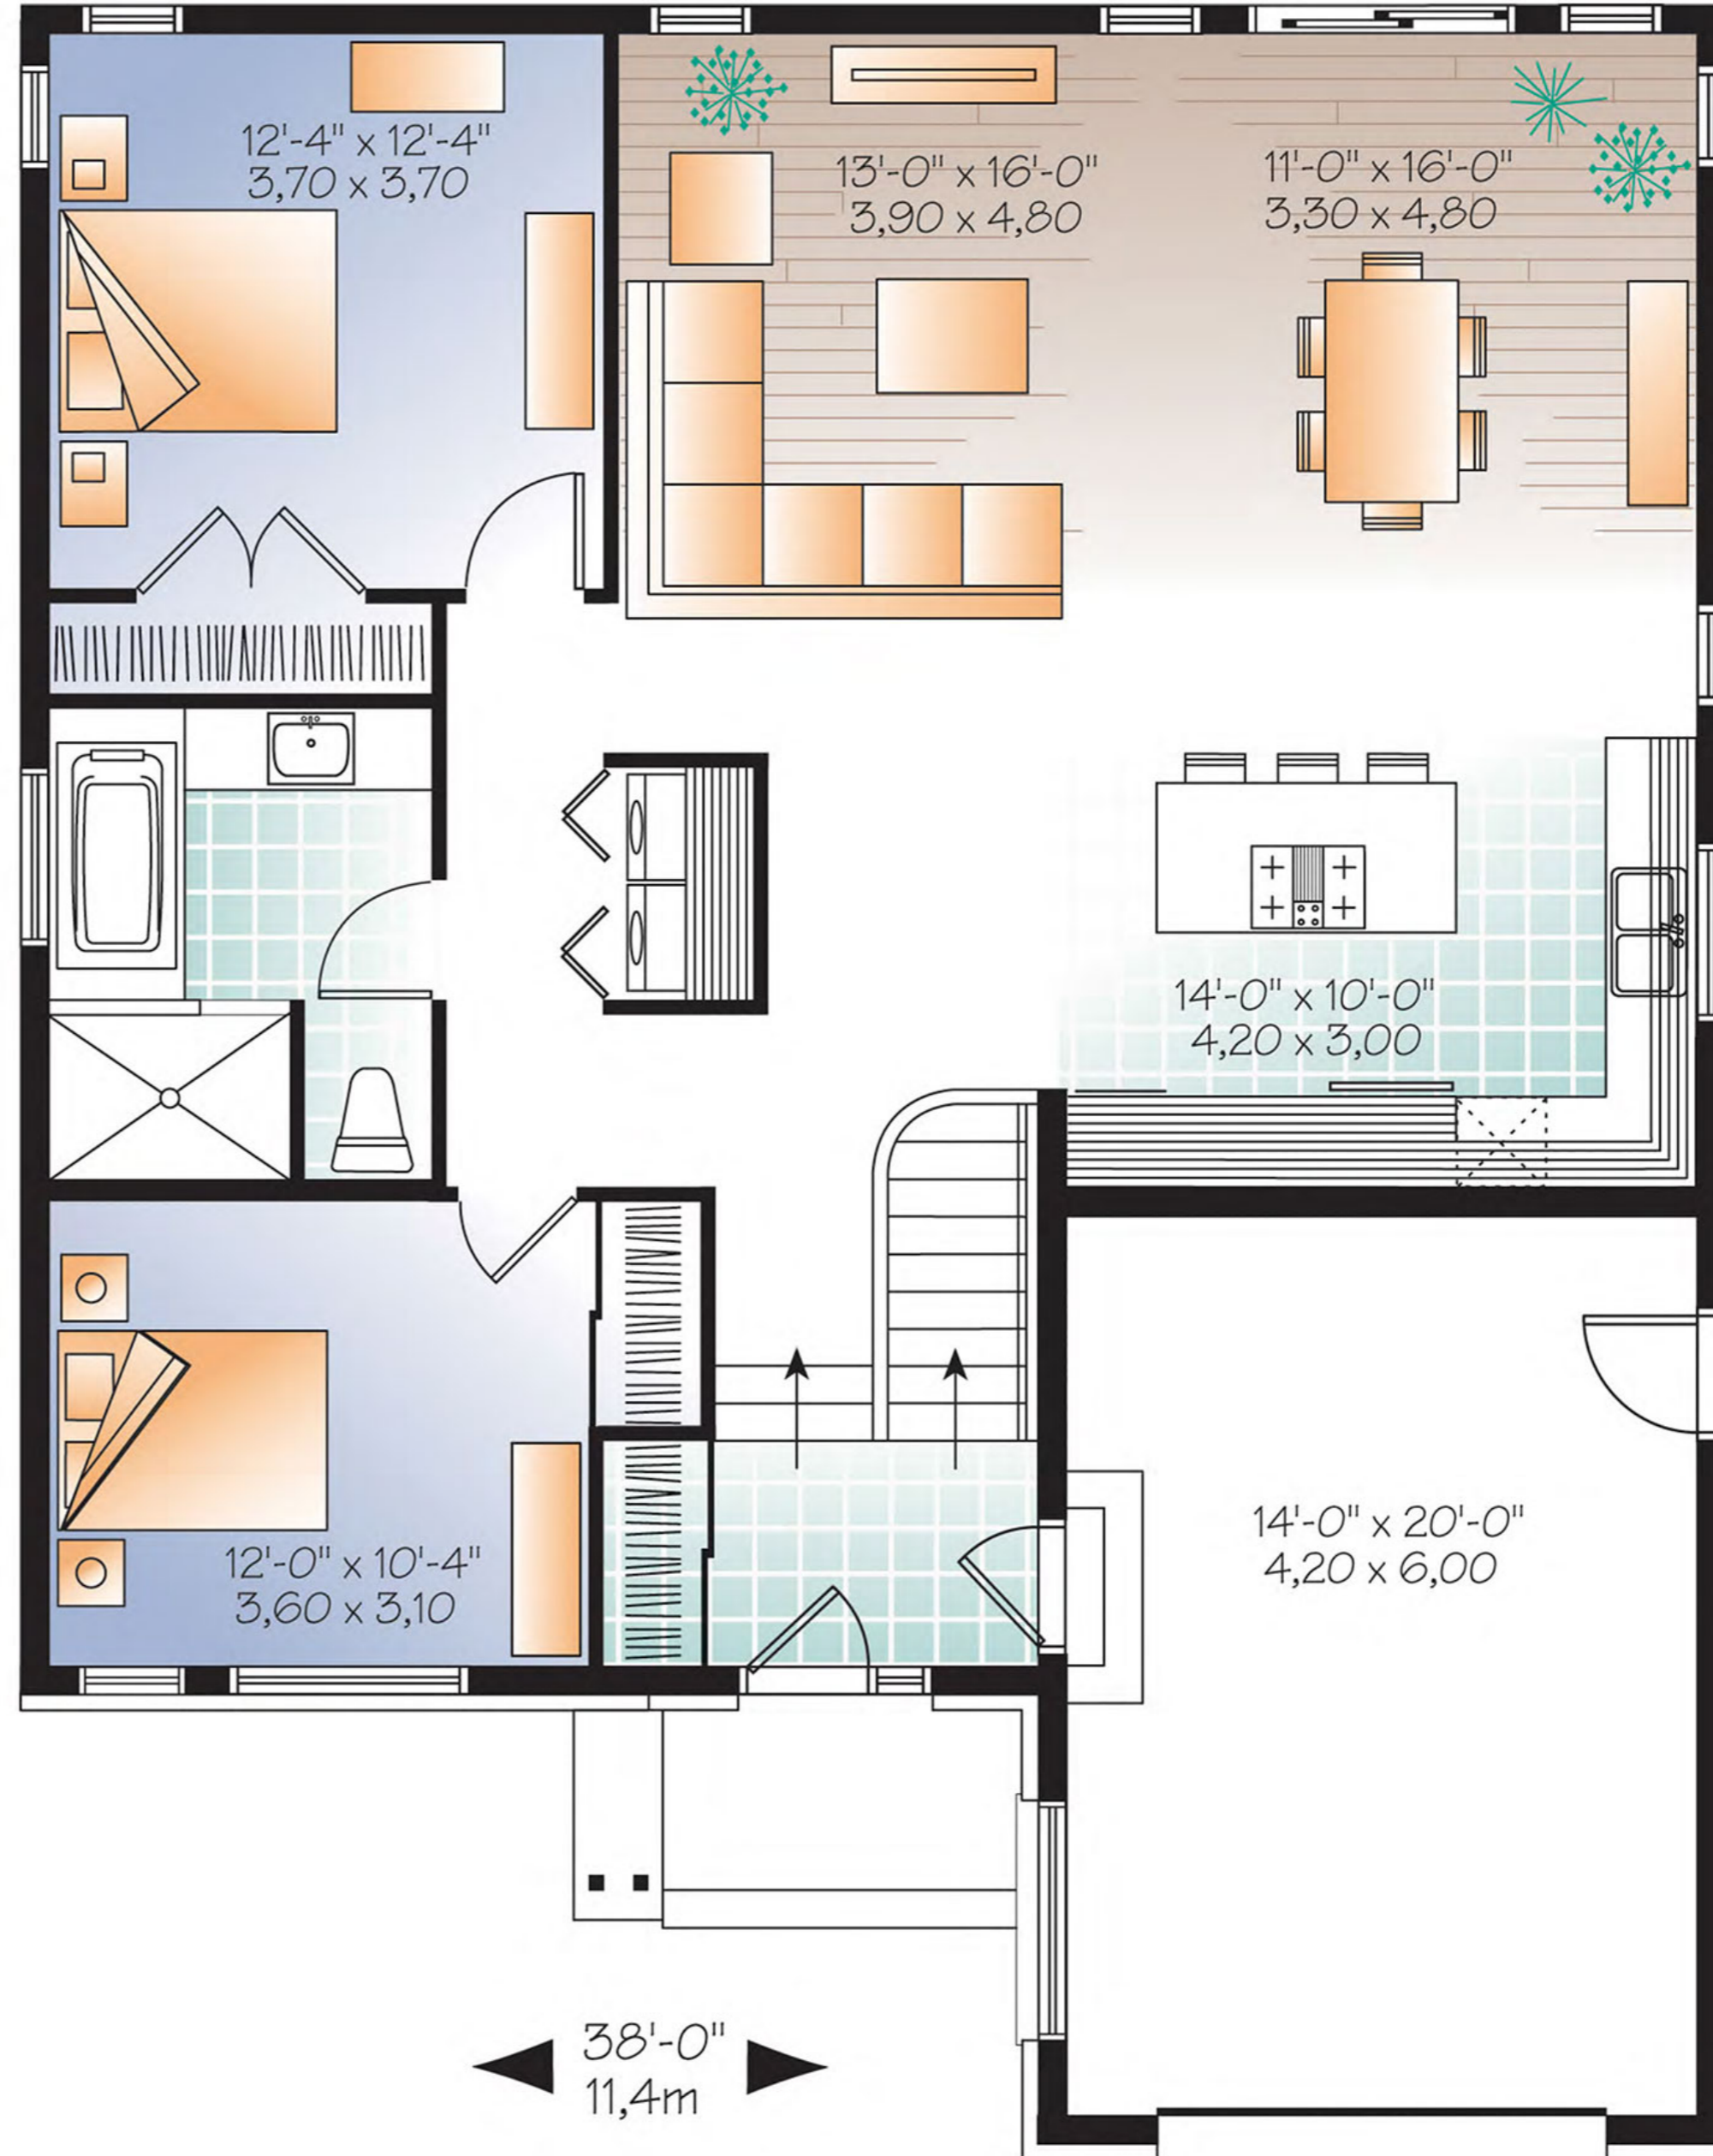 12'-4" x 12'-4"
3,70 x 3,70
13'-0" x 16'-0"
3,90 x 4,80
11'-0" x 16'-0"
3,30 x 4,80
14'-0" x 10'-0"
4,20 x 3,00
14'-0" x 20'-0"
4,20 x 6,00
12'-0" x 10'-4"
3,60 x 3,10
38'-0"
11,4m